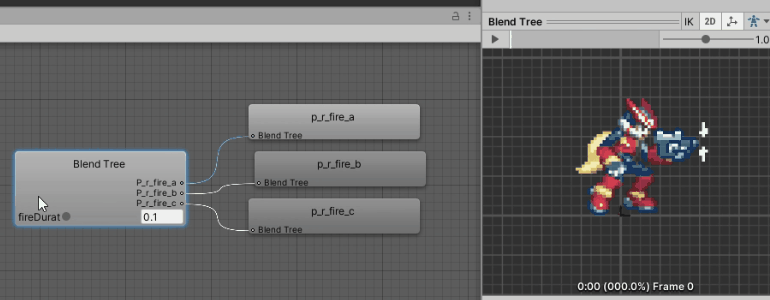 Blend Tree
IK
2D
1.0
p_r_fire_a
Blend Tree
p_r_fire_b
Blend Tree
p_r_fire_c
Blend Tree
Blend Tree
P_r_fire_a
P_r_fire_b
P_r_fire_c
fireDurat
0.1
0:00 (000.0%) Frame 0